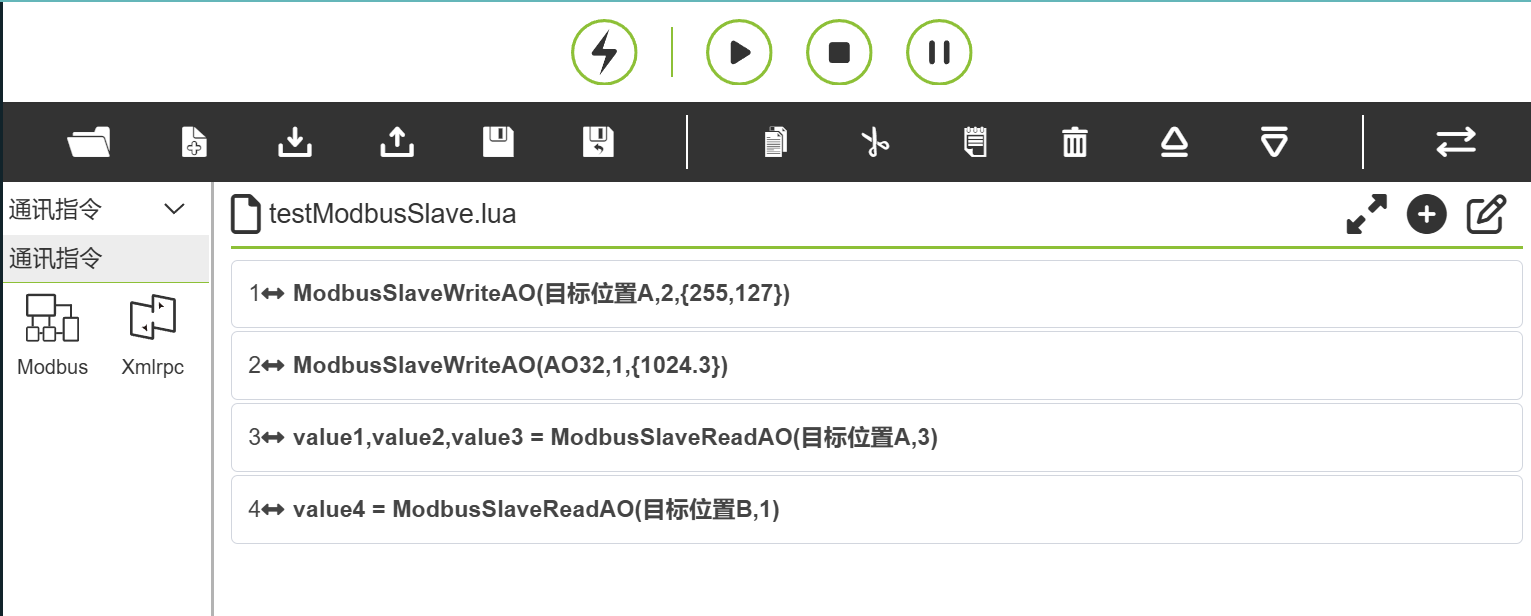 通讯指令
通讯指令
Modbus Xmlrpc
testModbusSlave.lua
1 ModbusSlaveWriteAO(目标位置A,2,{255,127})
2 ModbusSlaveWriteAO(AO32,1,{1024.3})
3 value1,value2,value3 = ModbusSlaveReadAO(目标位置A,3)
4 value4 = ModbusSlaveReadAO(目标位置B,1)